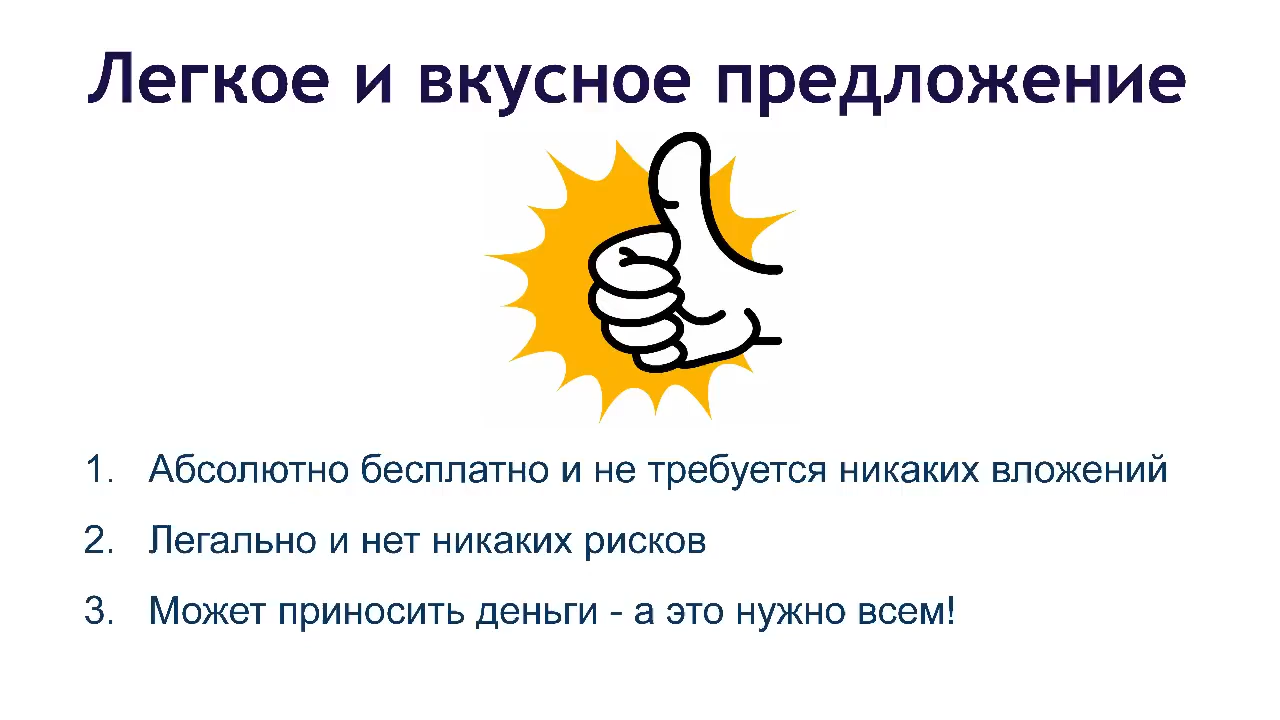 Легкое и вкусное предложение
1. Абсолютно бесплатно и не требуется никаких вложений
2. Легально и нет никаких рисков
3. Может приносить деньги - а это нужно всем!